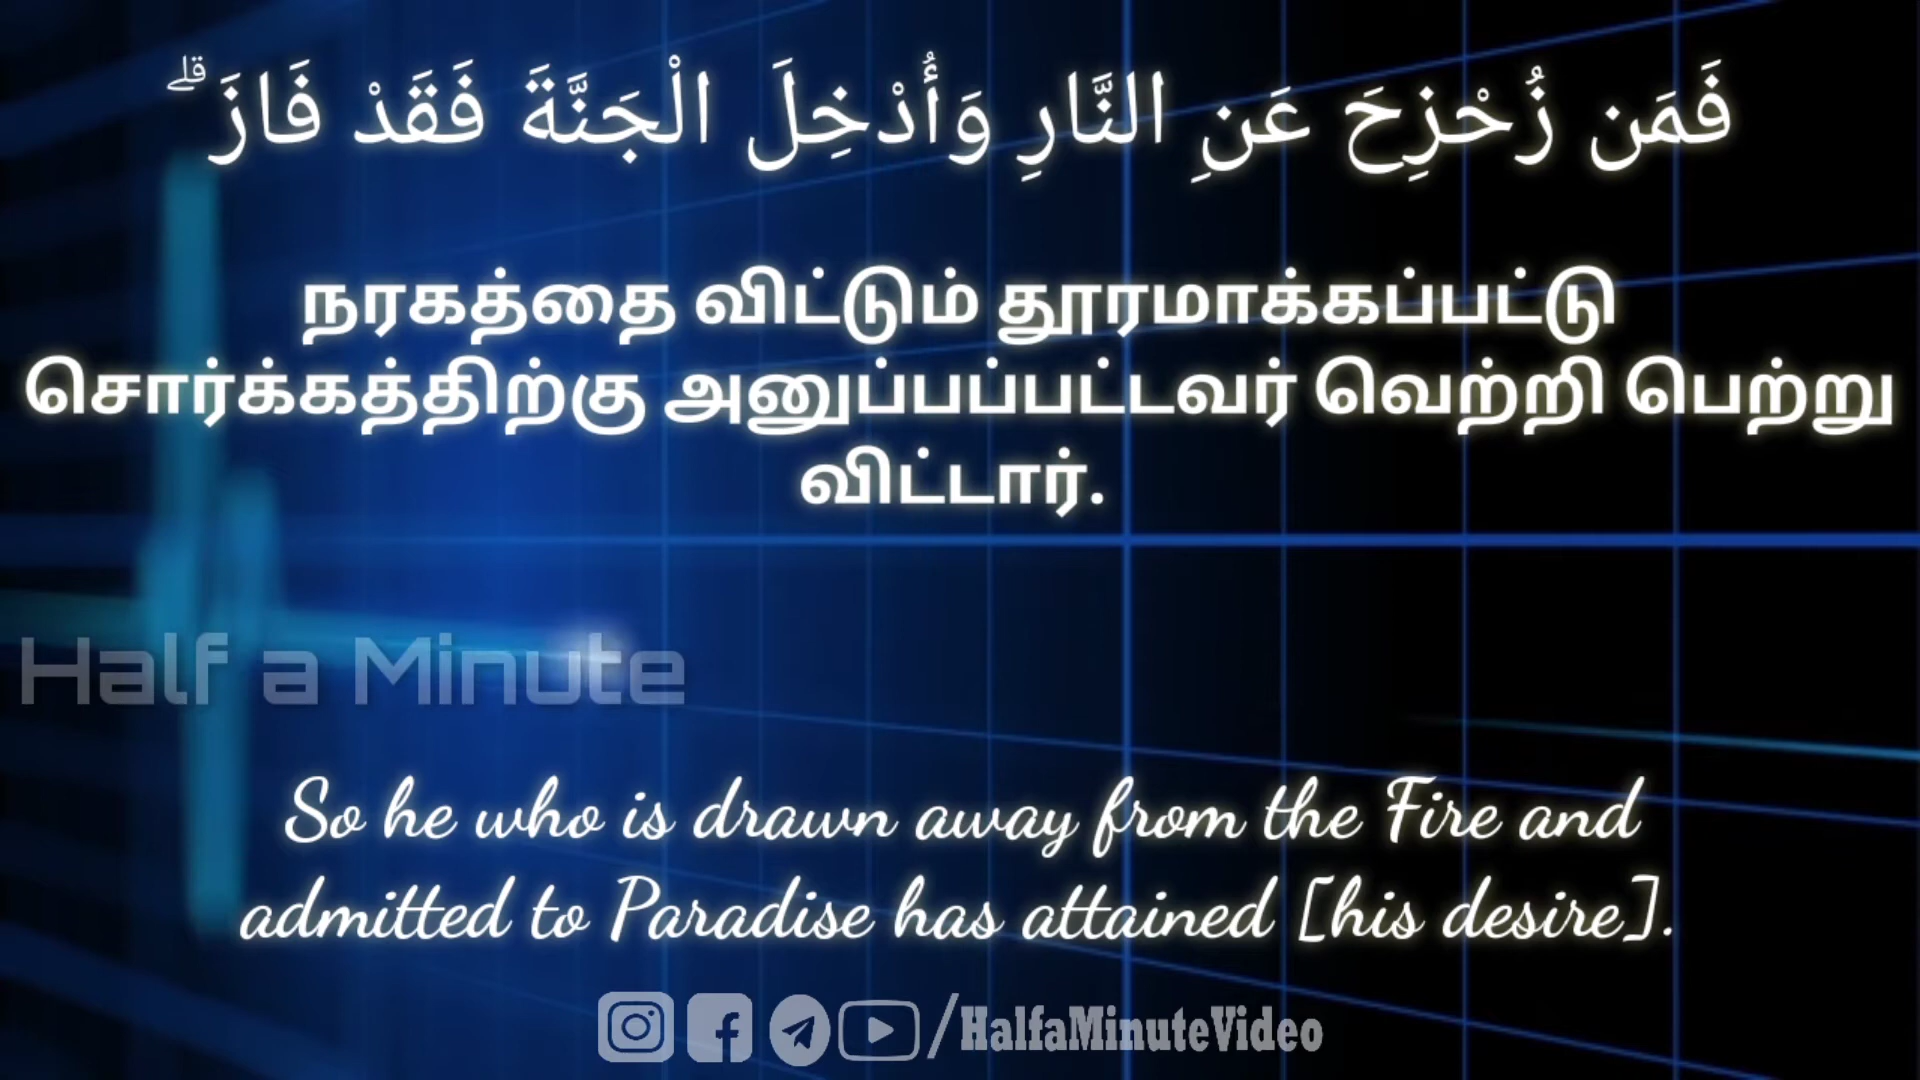 فَمَن زُحْزِحَ عَنِ النَّارِ وَأُدْخِلَ الْجَنَّةَ فَقَدْ فَازَ ۗ
நரகத்தை விட்டும் தூரமாக்கப்பட்டு
சொர்க்கத்திற்கு அனுப்பப்பட்டவர் வெற்றி பெற்று
விட்டார்.
Half a Minute
So he who is drawn away from the Fire and
admitted to Paradise has attained [his desire].
/HalfaMinuteVideo